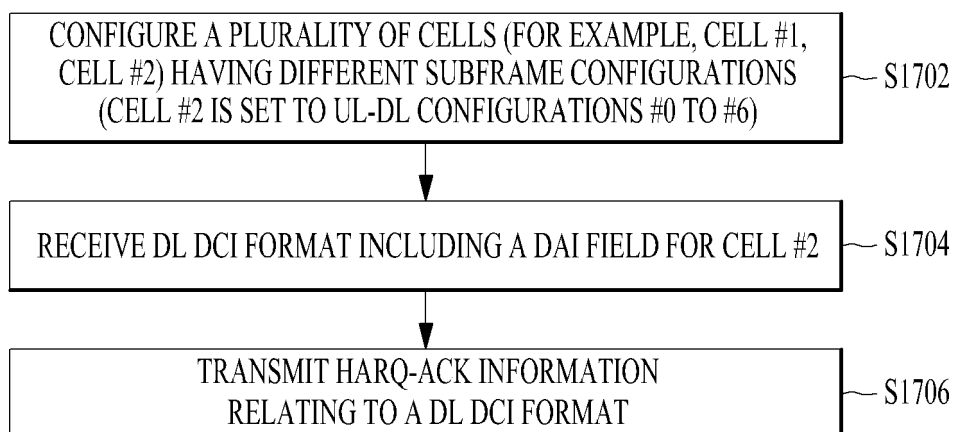 CONFIGURE A PLURALITY OF CELLS (FOR EXAMPLE, CELL #1,
CELL #2) HAVING DIFFERENT SUBFRAME CONFIGURATIONS
(CELL #2 IS SET TO UL-DL CONFIGURATIONS #0 TO #6)
S1702
RECEIVE DL DCI FORMAT INCLUDING A DAI FIELD FOR CELL #2
S1704
TRANSMIT HARQ-ACK INFORMATION
RELATING TO A DL DCI FORMAT
S1706